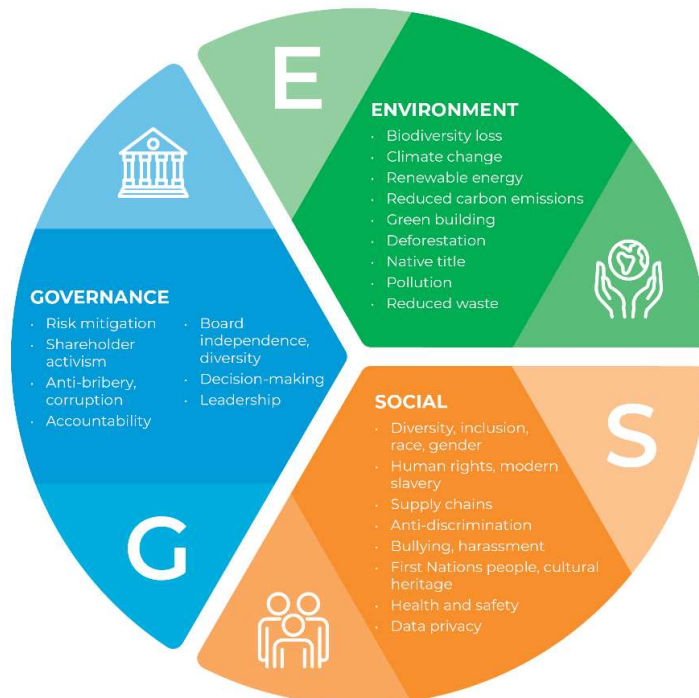 E
ENVIRONMENT
· Biodiversity loss
· Climate change
· Renewable energy
· Reduced carbon emissions
· Green building
· Deforestation
· Native title
· Pollution
· Reduced waste
GOVERNANCE
· Risk mitigation
· Shareholder
activism
· Anti-bribery,
corruption
· Accountability
· Board
independence,
diversity
· Decision-making
· Leadership
G
SOCIAL
· Diversity, inclusion,
race, gender
· Human rights, modern
slavery
· Supply chains
· Anti-discrimination
· Bullying, harassment
· First Nations people, cultural
heritage
· Health and safety
· Data privacy
S